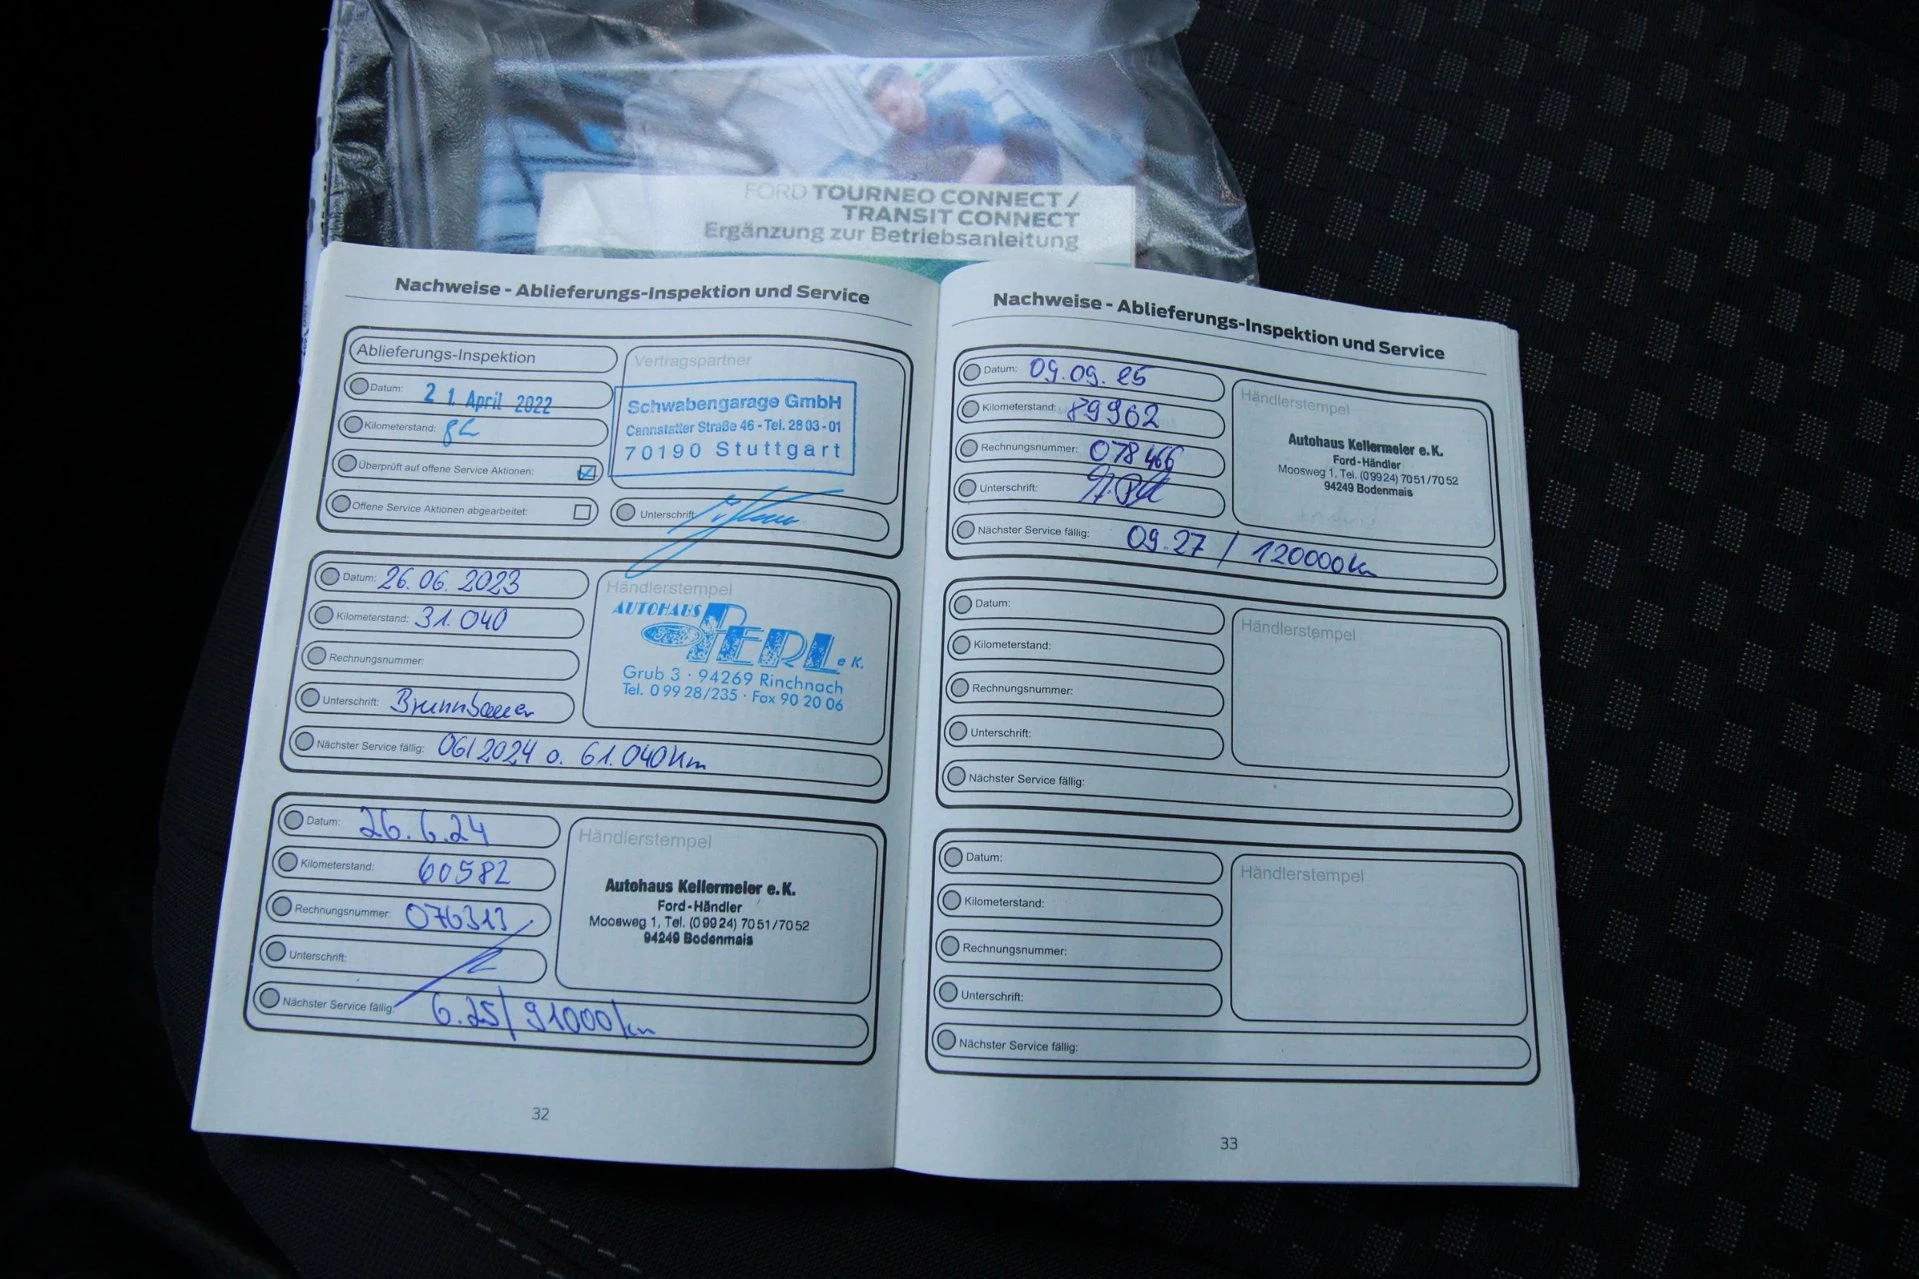 FORD TOURNEO CONNECT /
TRANSIT CONNECT
Ergänzung zur Betriebsanleitung
Nachweise - Ablieferungs-Inspektion und Service
Ablieferungs-Inspektion
Datum: 21. April 2022
Kilometerstand:
Überprüft auf offene Service Aktionen:
Offene Service Aktionen abgearbeitet:
Vertragspartner
Schwabengarage GmbH
Cannstatter Straße 46 - Tel. 28 03-01
70190 Stuttgart
Unterschrift:
Datum: 26.06.2023
Kilometerstand: 31.040
Rechnungsnummer:
Unterschrift: Brunnbauer
Nächster Service fällig: 06/2024 o. 61.040Km
Händlerstempel
AUTOHAUS
Ford PERL e K.
Grub 3 · 94269 Rinchnach
Tel. 0 99 28/235 · Fax 90 20 06
Datum: 26.6.24
Kilometerstand: 60582
Rechnungsnummer: 076313
Unterschrift:
Nächster Service fällig: 6.25/91000km
Händlerstempel
Autohaus Kellermeier e.K.
Ford-Händler
Moosweg 1, Tel. (09924) 7051/7052
94249 Bodenmais
32
Nachweise - Ablieferungs-Inspektion und Service
Datum: 09.09.25
Kilometerstand: 89962
Rechnungsnummer: 078466
Unterschrift:
Nächster Service fällig: 09.27 / 120000km
Händlerstempel
Autohaus Kellermeier e.K.
Ford-Händler
Moosweg 1, Tel. (09924) 7051/7052
94249 Bodenmais
Datum:
Kilometerstand:
Rechnungsnummer:
Unterschrift:
Nächster Service fällig:
Händlerstempel
Datum:
Kilometerstand:
Rechnungsnummer:
Unterschrift:
Nächster Service fällig:
Händlerstempel
33